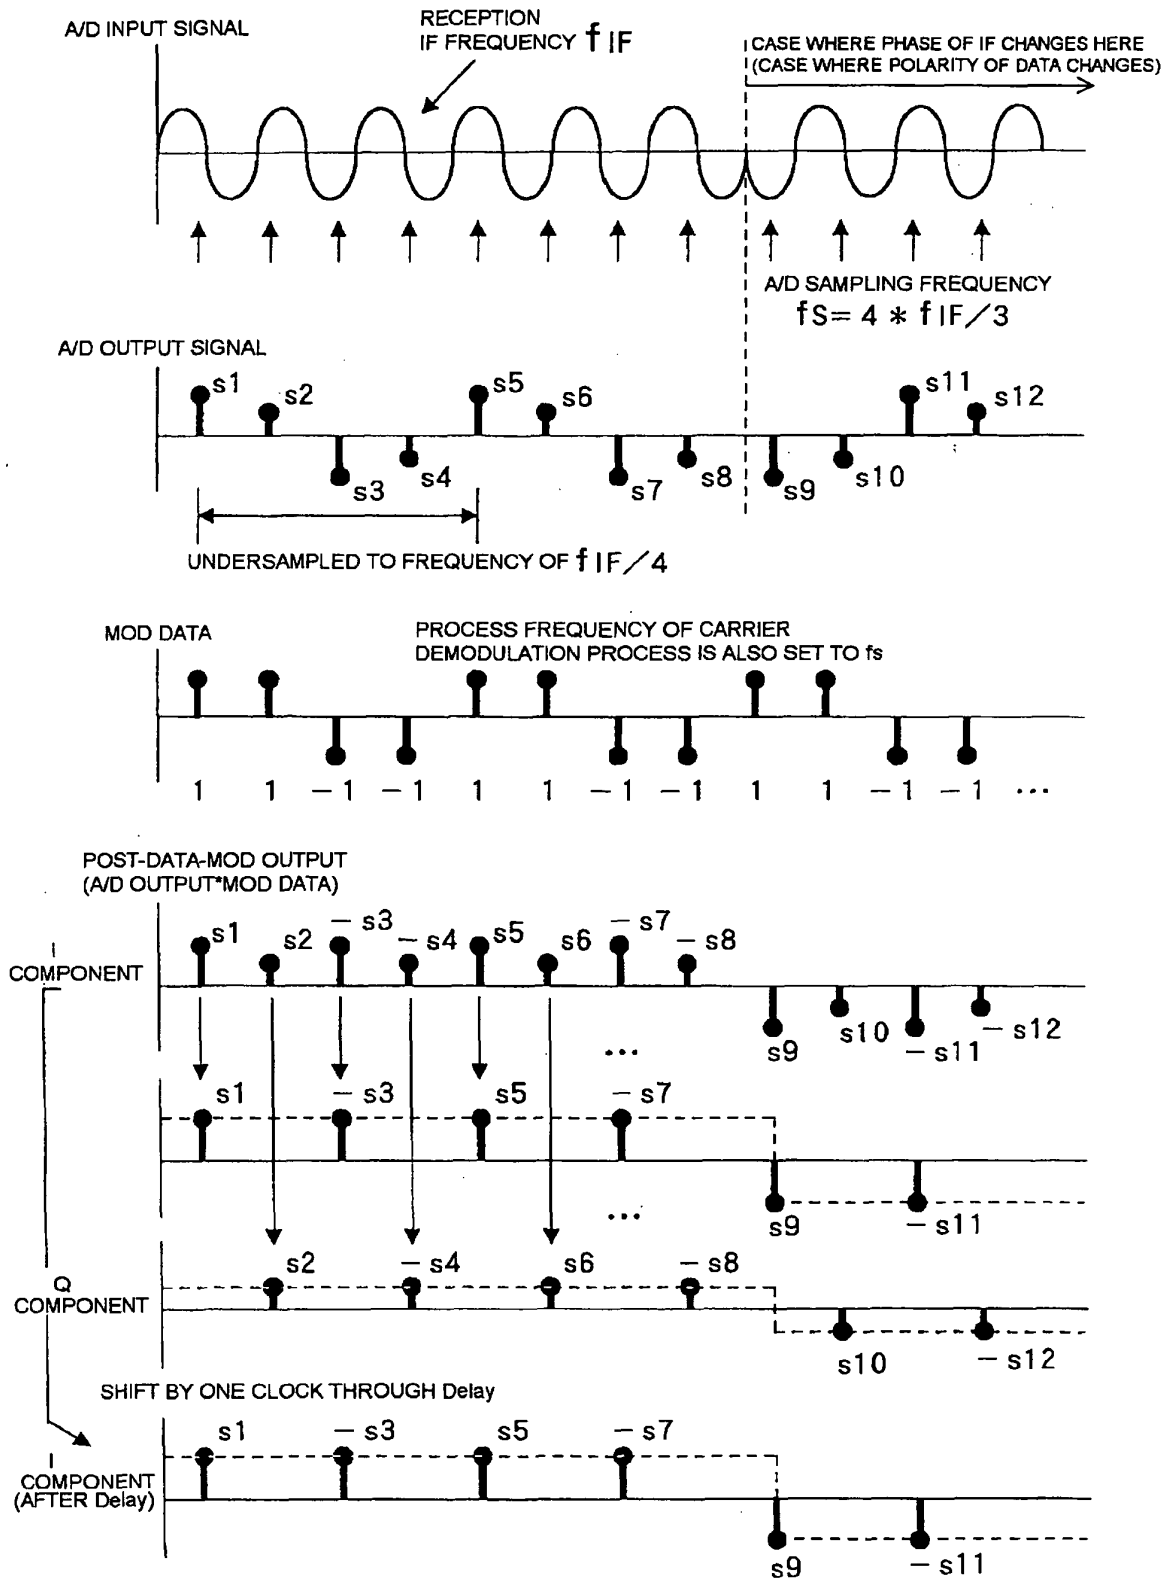 A/D INPUT SIGNAL
RECEPTION
IF FREQUENCY f IF
CASE WHERE PHASE OF IF CHANGES HERE
(CASE WHERE POLARITY OF DATA CHANGES)
A/D SAMPLING FREQUENCY
fS= 4 * f IF/3
A/D OUTPUT SIGNAL
s1 s2 s3 s4 s5 s6 s7 s8 s9 s10 s11 s12
UNDERSAMPLED TO FREQUENCY OF f IF/4
MOD DATA
PROCESS FREQUENCY OF CARRIER
DEMODULATION PROCESS IS ALSO SET TO fs
1 1 -1 -1 1 1 -1 -1 1 1 -1 -1 ...
POST-DATA-MOD OUTPUT
(A/D OUTPUT*MOD DATA)
s1 s2 - s3 - s4 s5 s6 - s7 - s8 s9 s10 - s11 - s12
I
COMPONENT
...
s1 - s3 s5 - s7 s9 - s11
...
s2 - s4 s6 - s8 s10 - s12
Q
COMPONENT
SHIFT BY ONE CLOCK THROUGH Delay
s1 - s3 s5 - s7 s9 - s11
I
COMPONENT
(AFTER Delay)